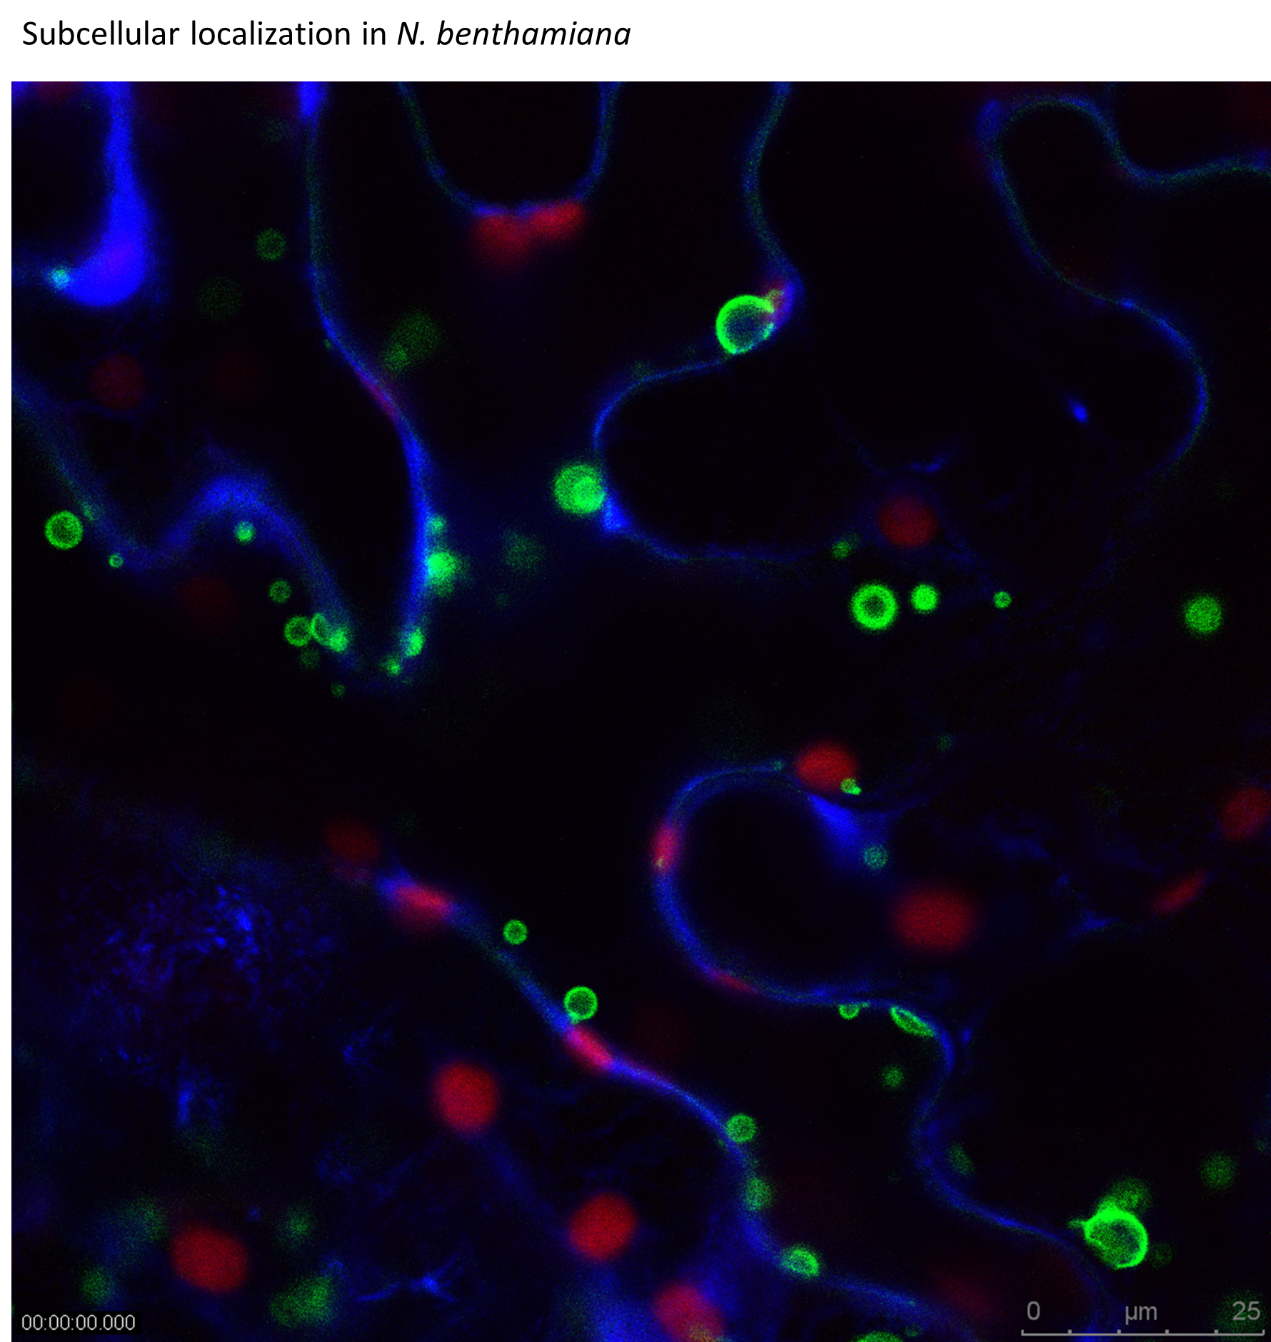 Subcellular localization in N. benthamiana
00:00:00.000
0 µm 25